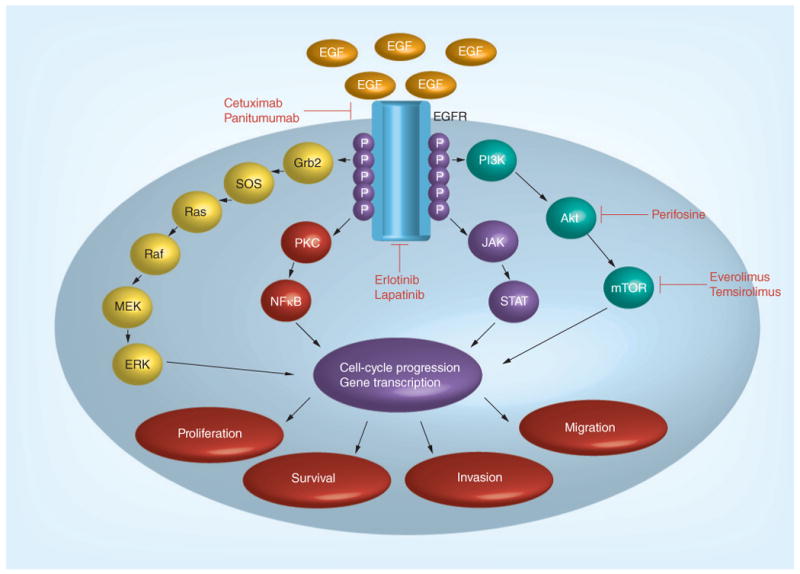 EGF
EGF
EGF
EGF
EGF
Cetuximab
Panitumumab
EGFR
P
P
P
P
P
P
P
P
Grb2
SOS
Ras
Raf
MEK
ERK
PKC
NFκB
Erlotinib
Lapatinib
JAK
STAT
PI3K
Akt
mTOR
Perifosine
Everolimus
Temsirolimus
Cell-cycle progression
Gene transcription
Proliferation
Survival
Invasion
Migration